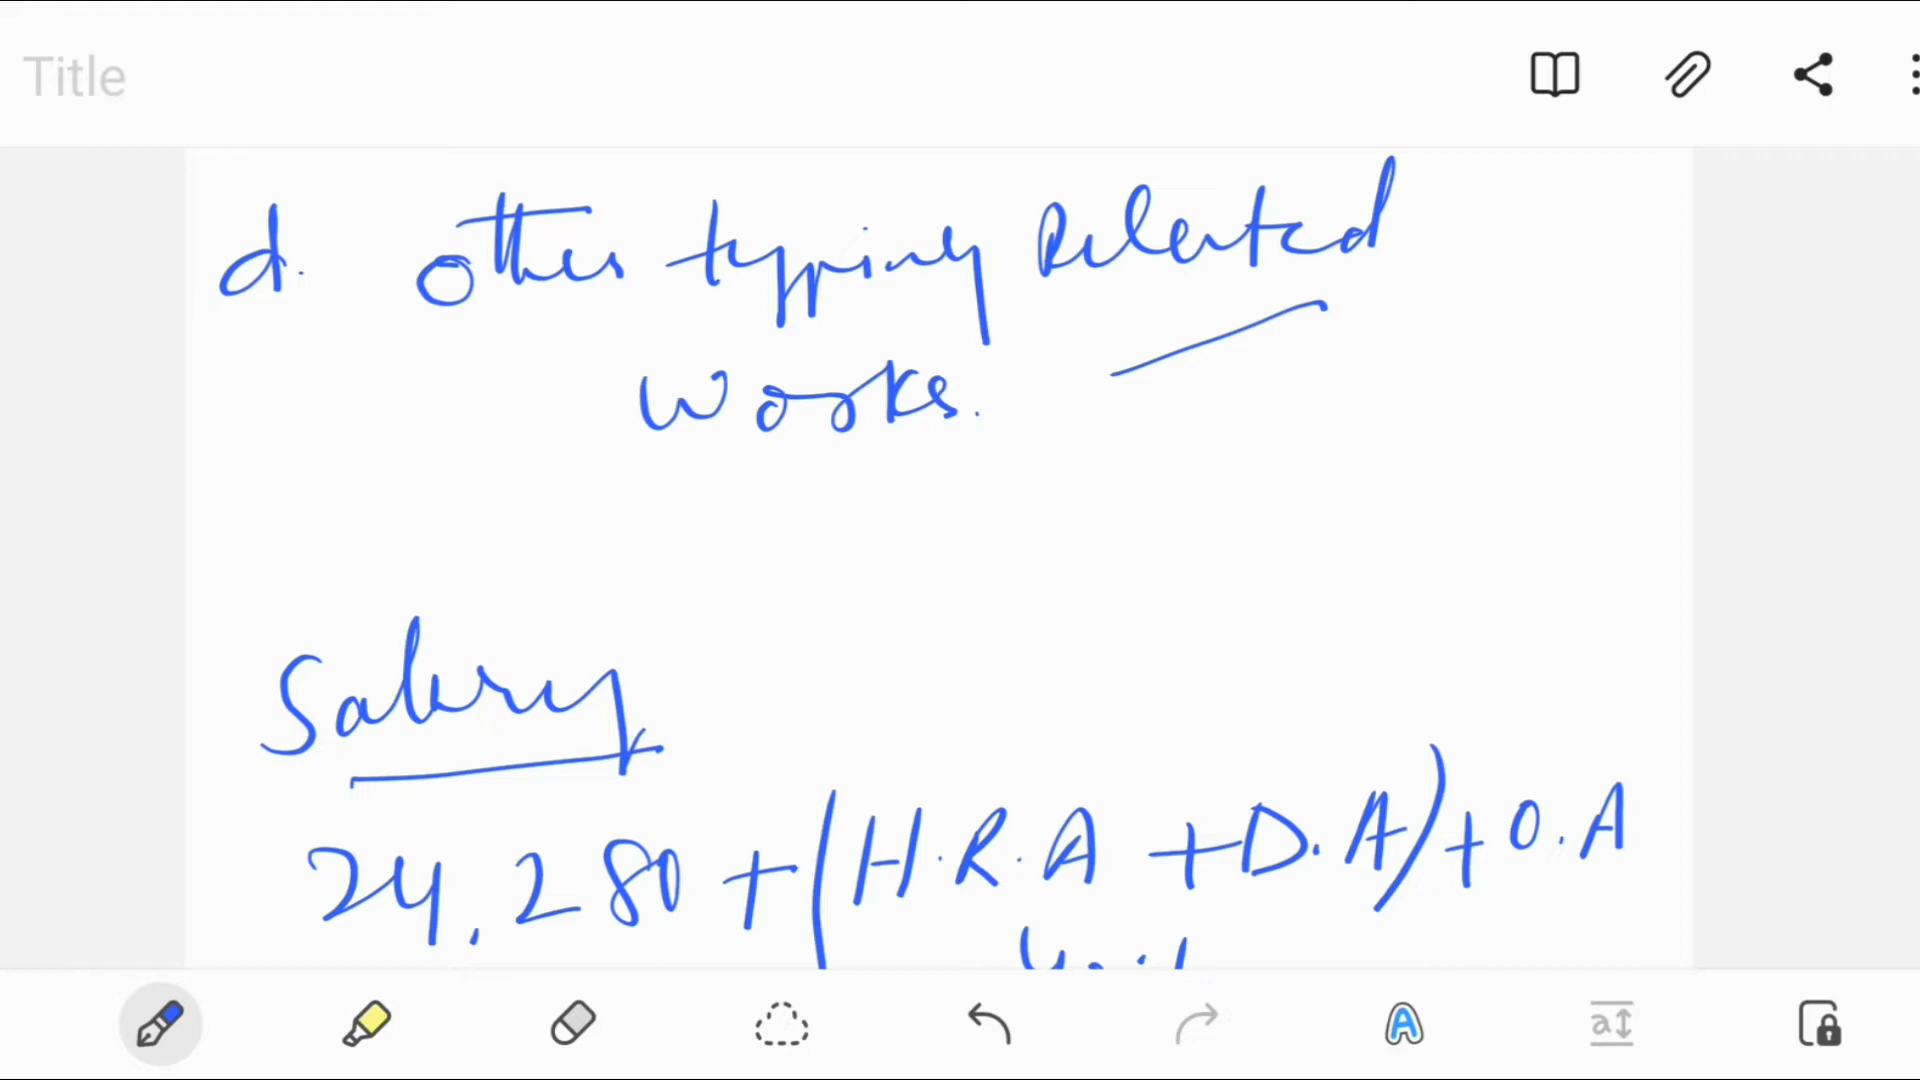 Title
d. other typing Related
works.
Salary
24,280 + (H.R.A + D.A) + O.A